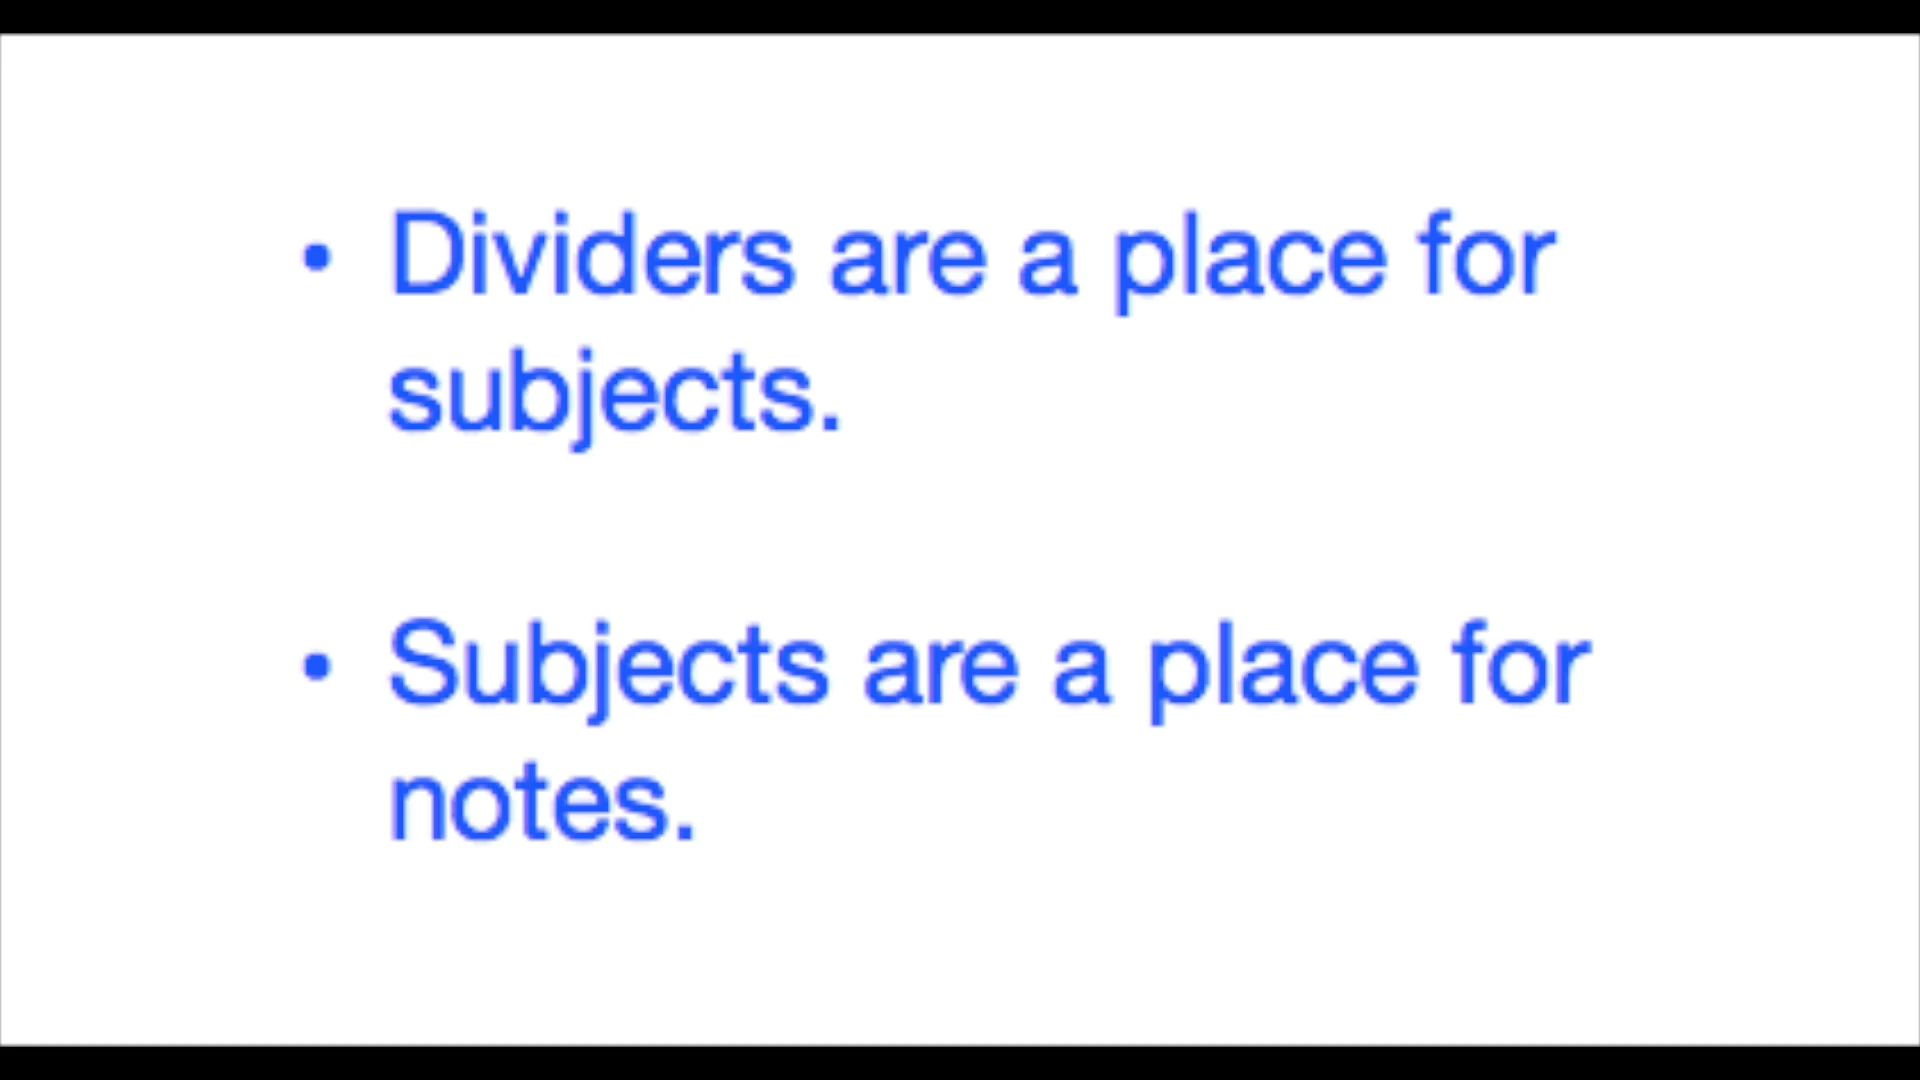 • Dividers are a place for
subjects.
• Subjects are a place for
notes.